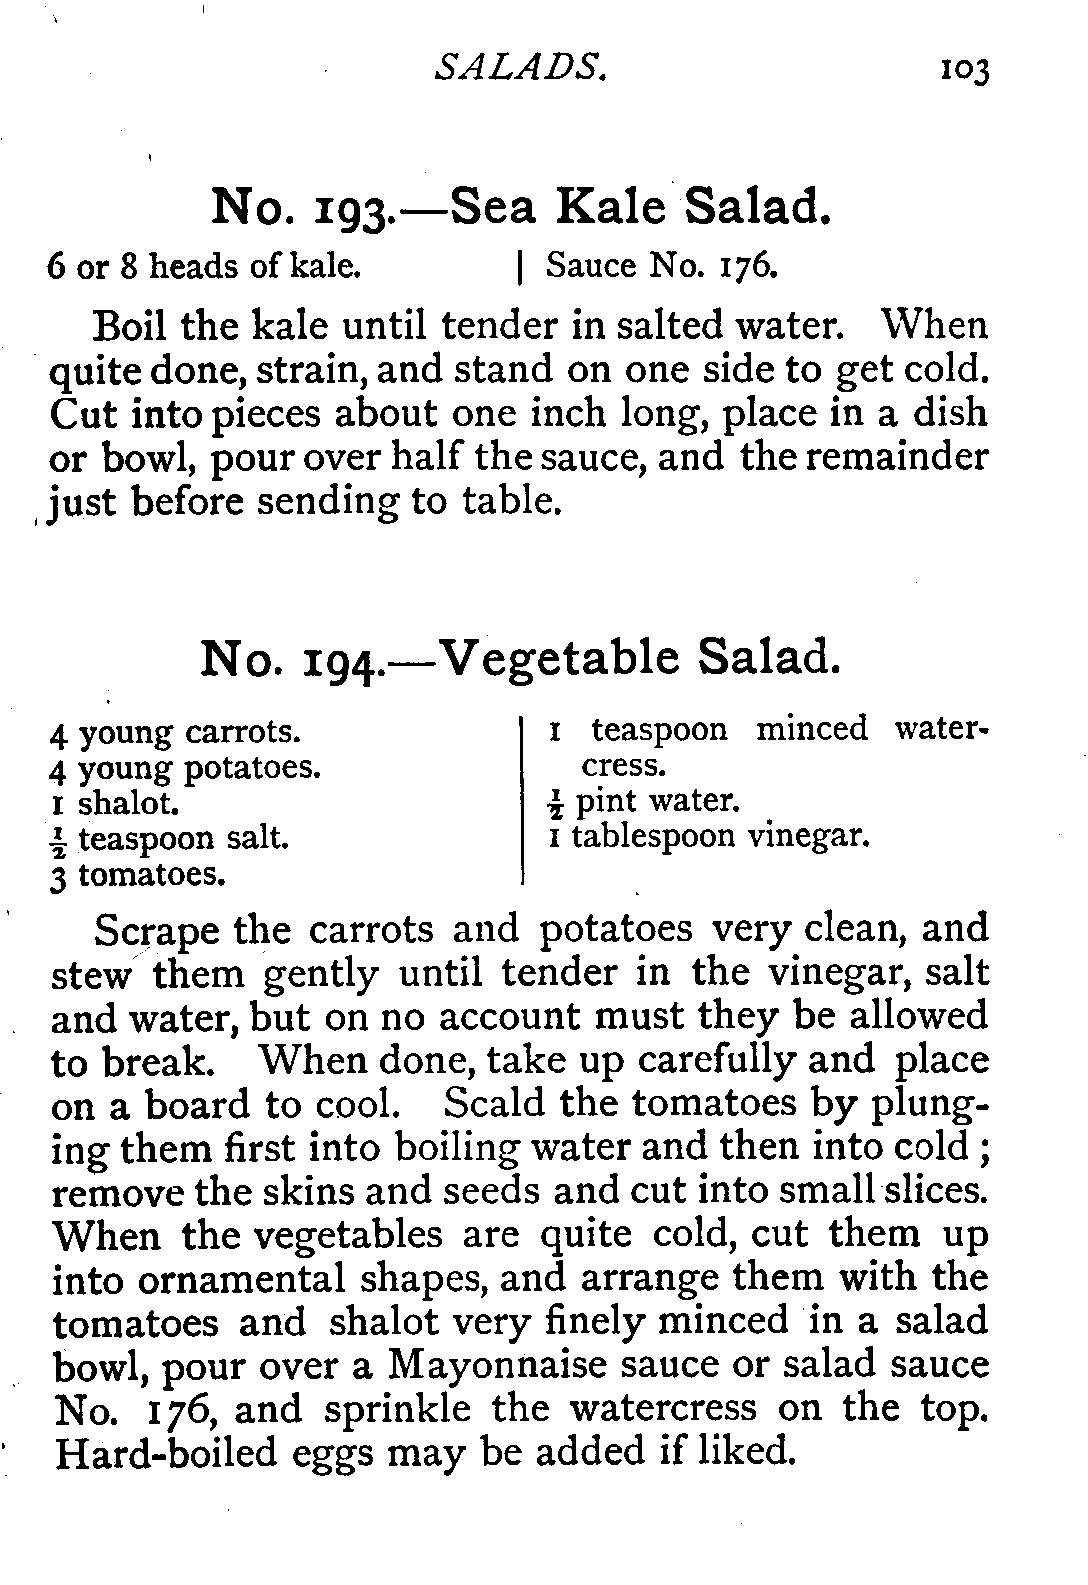 SALADS. 103
No. 193.—Sea Kale Salad.
6 or 8 heads of kale. | Sauce No. 176.
Boil the kale until tender in salted water. When
quite done, strain, and stand on one side to get cold.
Cut into pieces about one inch long, place in a dish
or bowl, pour over half the sauce, and the remainder
just before sending to table.
No. 194.—Vegetable Salad.
4 young carrots.
4 young potatoes.
1 shalot.
½ teaspoon salt.
3 tomatoes.
1 teaspoon minced water-
cress.
½ pint water.
1 tablespoon vinegar.
Scrape the carrots and potatoes very clean, and
stew them gently until tender in the vinegar, salt
and water, but on no account must they be allowed
to break. When done, take up carefully and place
on a board to cool. Scald the tomatoes by plung-
ing them first into boiling water and then into cold ;
remove the skins and seeds and cut into small slices.
When the vegetables are quite cold, cut them up
into ornamental shapes, and arrange them with the
tomatoes and shalot very finely minced in a salad
bowl, pour over a Mayonnaise sauce or salad sauce
No. 176, and sprinkle the watercress on the top.
Hard-boiled eggs may be added if liked.